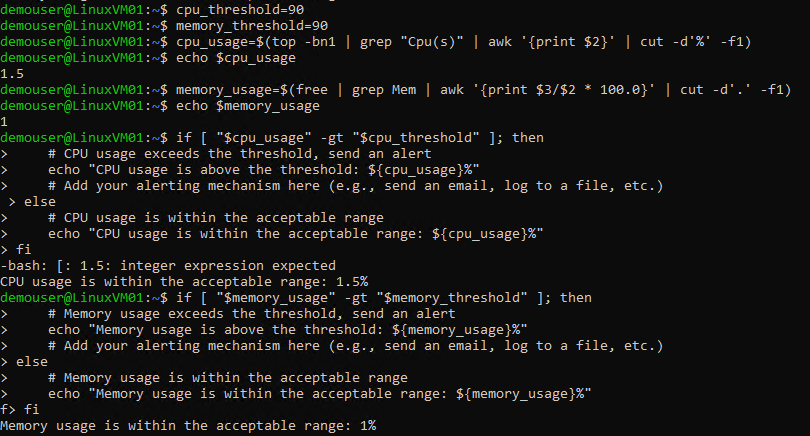 demouser@LinuxVM01:~$ cpu_threshold=90
demouser@LinuxVM01:~$ memory_threshold=90
demouser@LinuxVM01:~$ cpu_usage=$(top -bn1 | grep "Cpu(s)" | awk '{print $2}' | cut -d'%' -f1)
demouser@LinuxVM01:~$ echo $cpu_usage
1.5
demouser@LinuxVM01:~$ memory_usage=$(free | grep Mem | awk '{print $3/$2 * 100.0}' | cut -d'.' -f1)
demouser@LinuxVM01:~$ echo $memory_usage
1
demouser@LinuxVM01:~$ if [ "$cpu_usage" -gt "$cpu_threshold" ]; then
>     # CPU usage exceeds the threshold, send an alert
>     echo "CPU usage is above the threshold: ${cpu_usage}%"
>     # Add your alerting mechanism here (e.g., send an email, log to a file, etc.)
 > else
>     # CPU usage is within the acceptable range
>     echo "CPU usage is within the acceptable range: ${cpu_usage}%"
> fi
-bash: [: 1.5: integer expression expected
CPU usage is within the acceptable range: 1.5%
demouser@LinuxVM01:~$ if [ "$memory_usage" -gt "$memory_threshold" ]; then
>     # Memory usage exceeds the threshold, send an alert
>     echo "Memory usage is above the threshold: ${memory_usage}%"
>     # Add your alerting mechanism here (e.g., send an email, log to a file, etc.)
> else
>     # Memory usage is within the acceptable range
>     echo "Memory usage is within the acceptable range: ${memory_usage}%"
f> fi
Memory usage is within the acceptable range: 1%